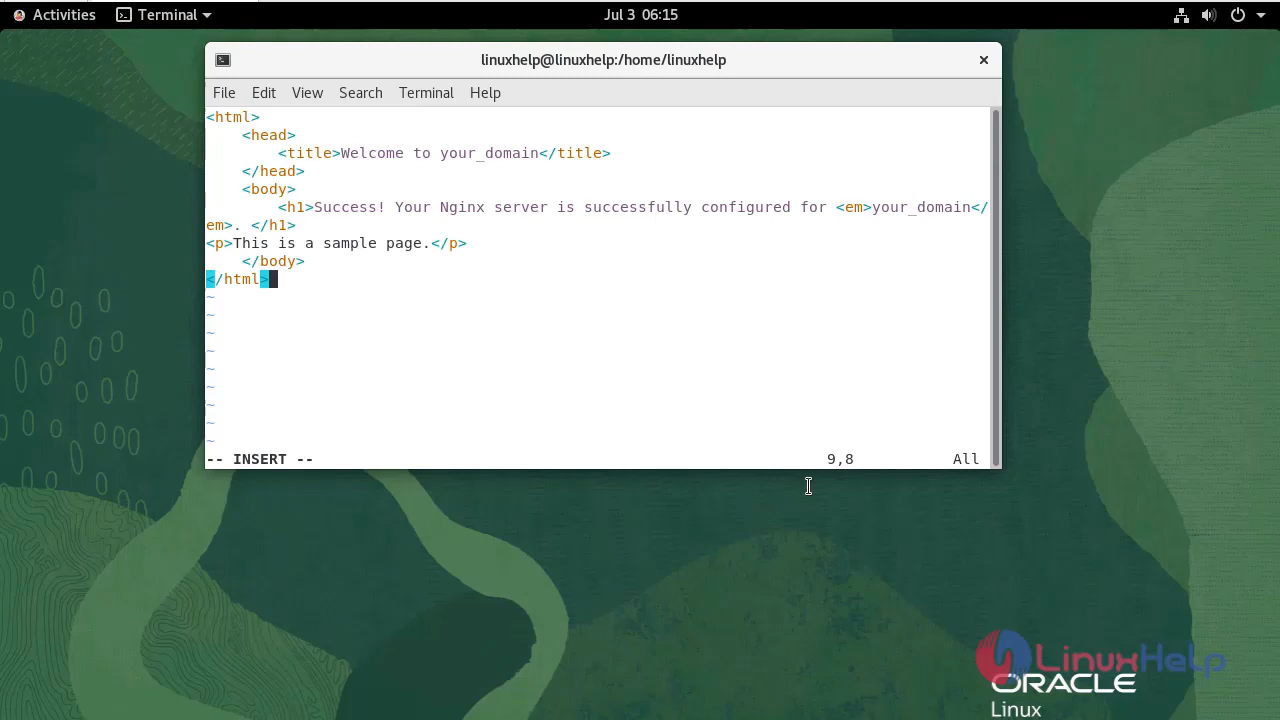 Activities Terminal Jul 3 06:15
linuxhelp@linuxhelp:/home/linuxhelp ×
File Edit View Search Terminal Help
<html>
    <head>
        <title>Welcome to your_domain</title>
    </head>
    <body>
        <h1>Success! Your Nginx server is successfully configured for <em>your_domain</
em>. </h1>
<p>This is a sample page.</p>
    </body>
</html>
~
~
~
~
~
~
~
~
~
-- INSERT -- 9,8 All
LinuxHelp
ORACLE
Linux